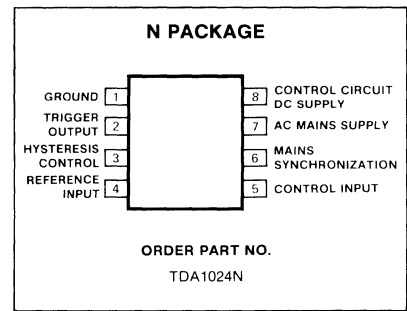 N PACKAGE
GROUND 1
TRIGGER OUTPUT 2
HYSTERESIS CONTROL 3
REFERENCE INPUT 4
8 CONTROL CIRCUIT DC SUPPLY
7 AC MAINS SUPPLY
6 MAINS SYNCHRONIZATION
5 CONTROL INPUT
ORDER PART NO.
TDA1024N